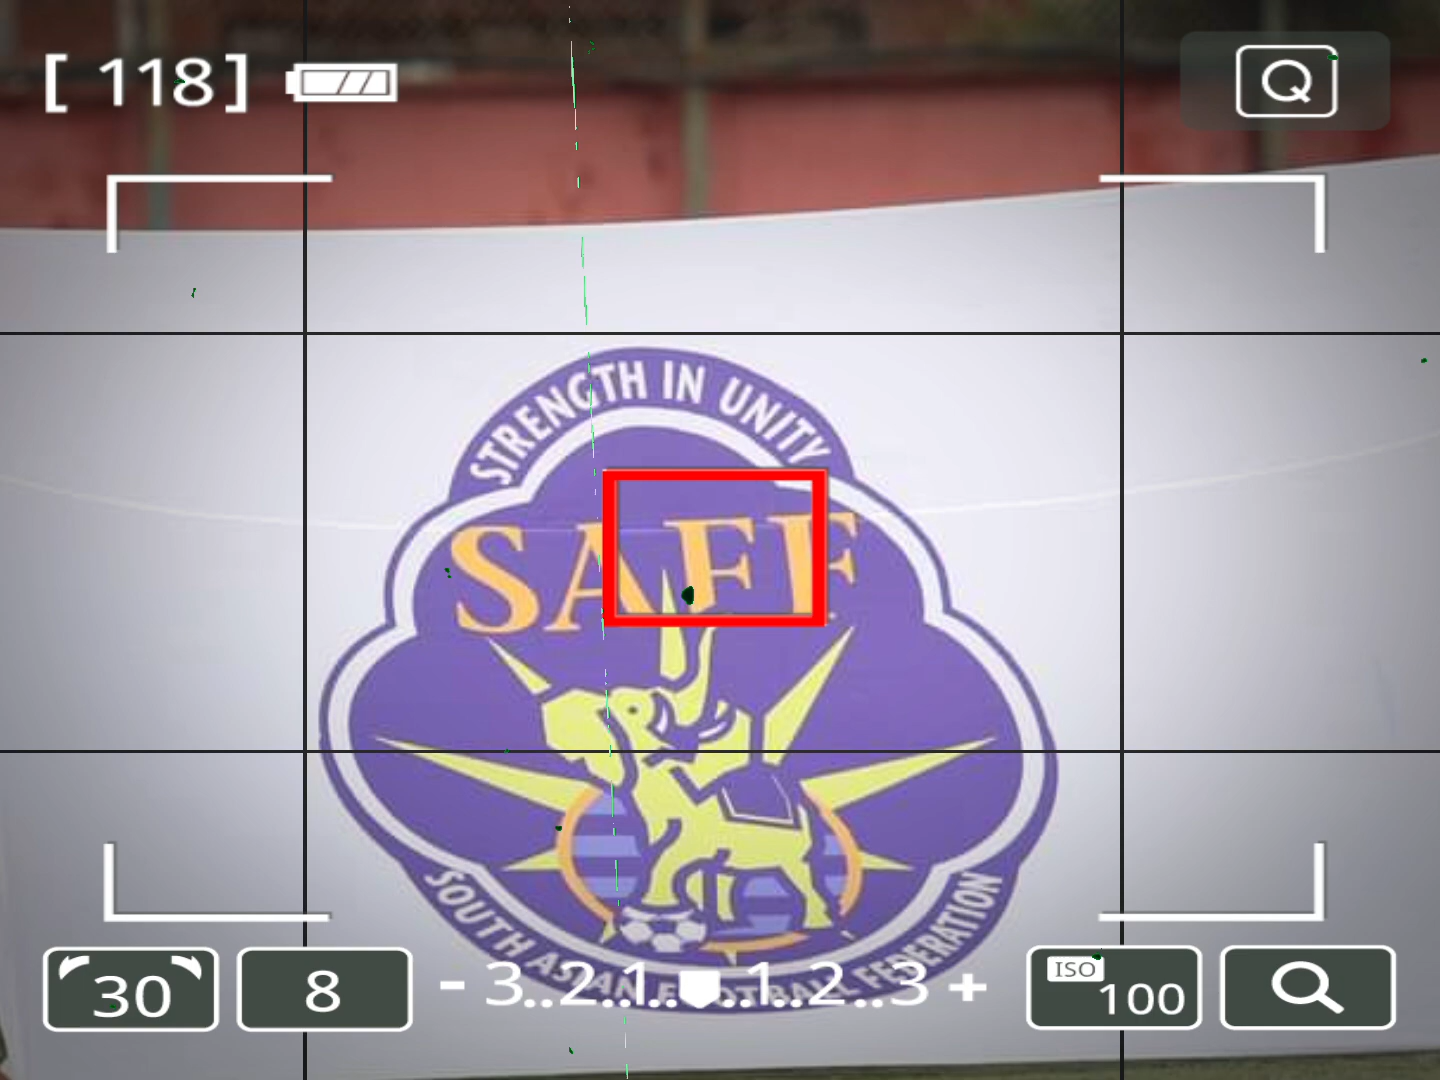 [ 118 ]
Q
STRENGTH IN UNITY
SAFF
SOUTH ASIAN FOOTBALL FEDERATION
30
8
- 3..2..1.. ..1..2..3 +
ISO
100